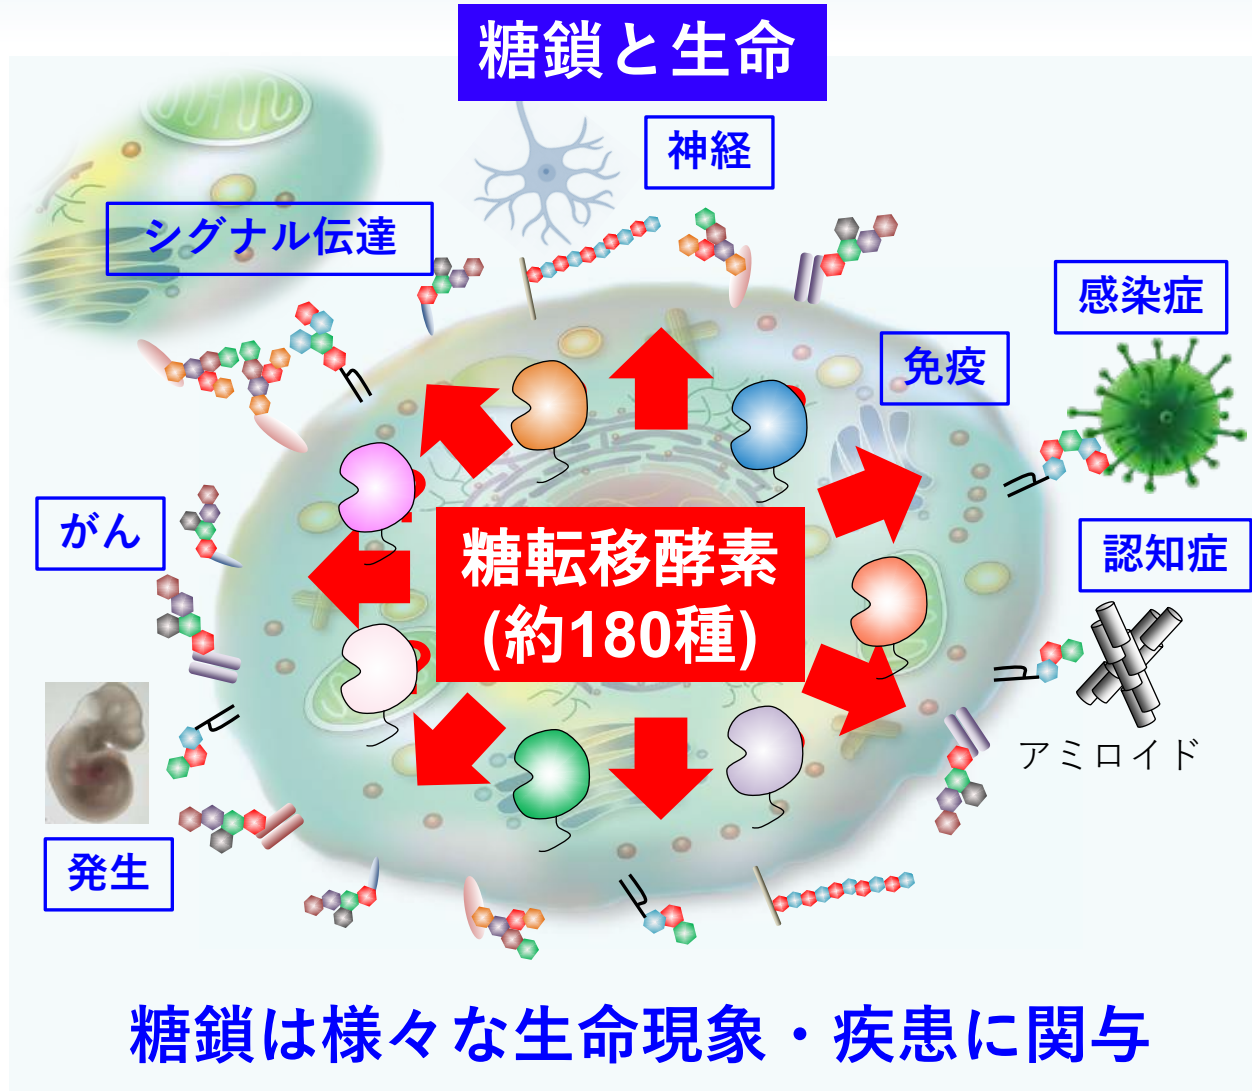 糖鎖と生命
神経
シグナル伝達
感染症
免疫
がん
糖転移酵素
(約180種)
認知症
アミロイド
発生
糖鎖は様々な生命現象・疾患に関与